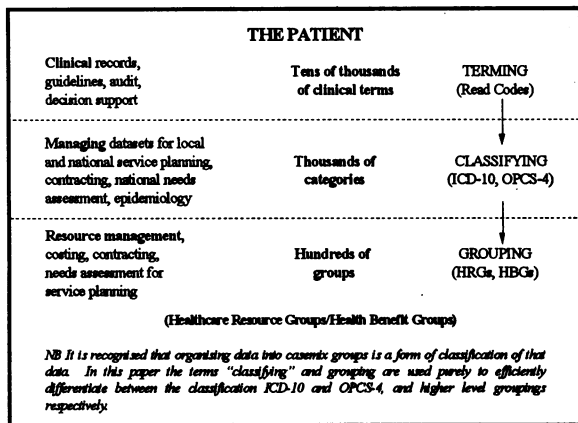 THE PATIENT
Clinical records,
guidelines, audit,
decision support
Tens of thousands
of clinical terms
TERMING
(Read Codes)
Managing datasets for local
and national service planning,
contracting, national needs
assessment, epidemiology
Thousands of
categories
CLASSIFYING
(ICD-10, OPCS-4)
Resource management,
costing, contracting,
needs assessment for
service planning
Hundreds of
groups
GROUPING
(HRGs, HBGs)
(Healthcare Resource Groups/Health Benefit Groups)
NB It is recognised that organising data into casemix groups is a form of classification of that
data. In this paper the terms "classifying" and grouping are used purely to efficiently
differentiate between the classification ICD-10 and OPCS-4, and higher level groupings
respectively.